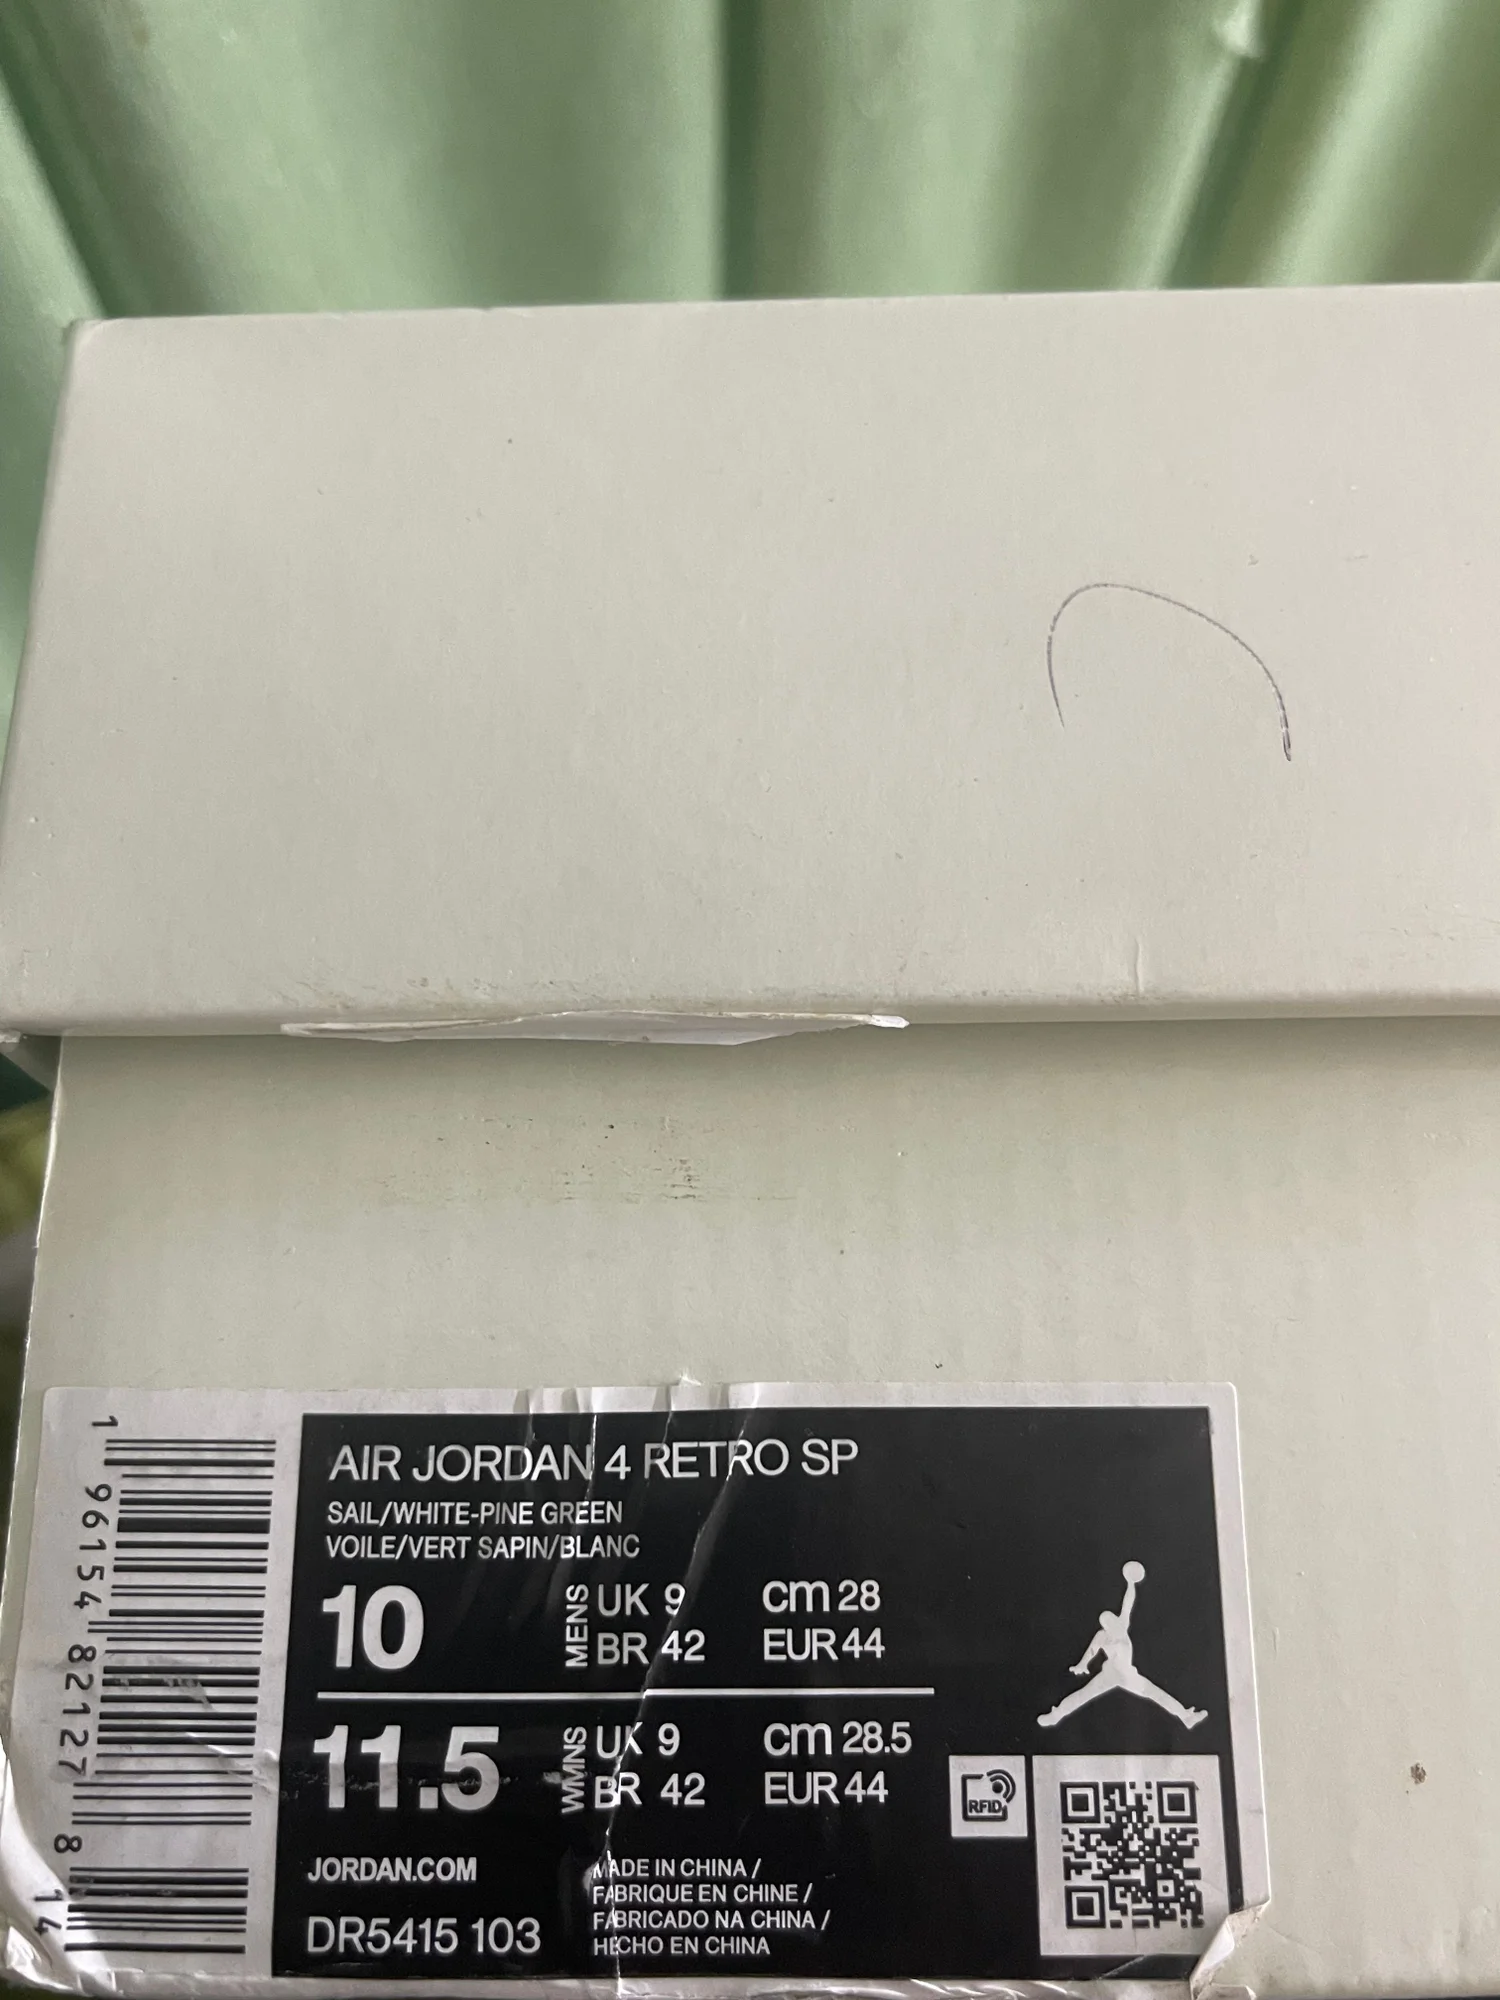 AIR JORDAN 4 RETRO SP
SAIL/WHITE-PINE GREEN
VOILE/VERT SAPIN/BLANC
10 MENS UK 9 cm 28
BR 42 EUR 44
11.5 WMNS UK 9 cm 28.5
BR 42 EUR 44
RFID
JORDAN.COM
DR5415 103
MADE IN CHINA /
FABRIQUE EN CHINE /
FABRICADO NA CHINA /
HECHO EN CHINA
1 96154 82127 8 14